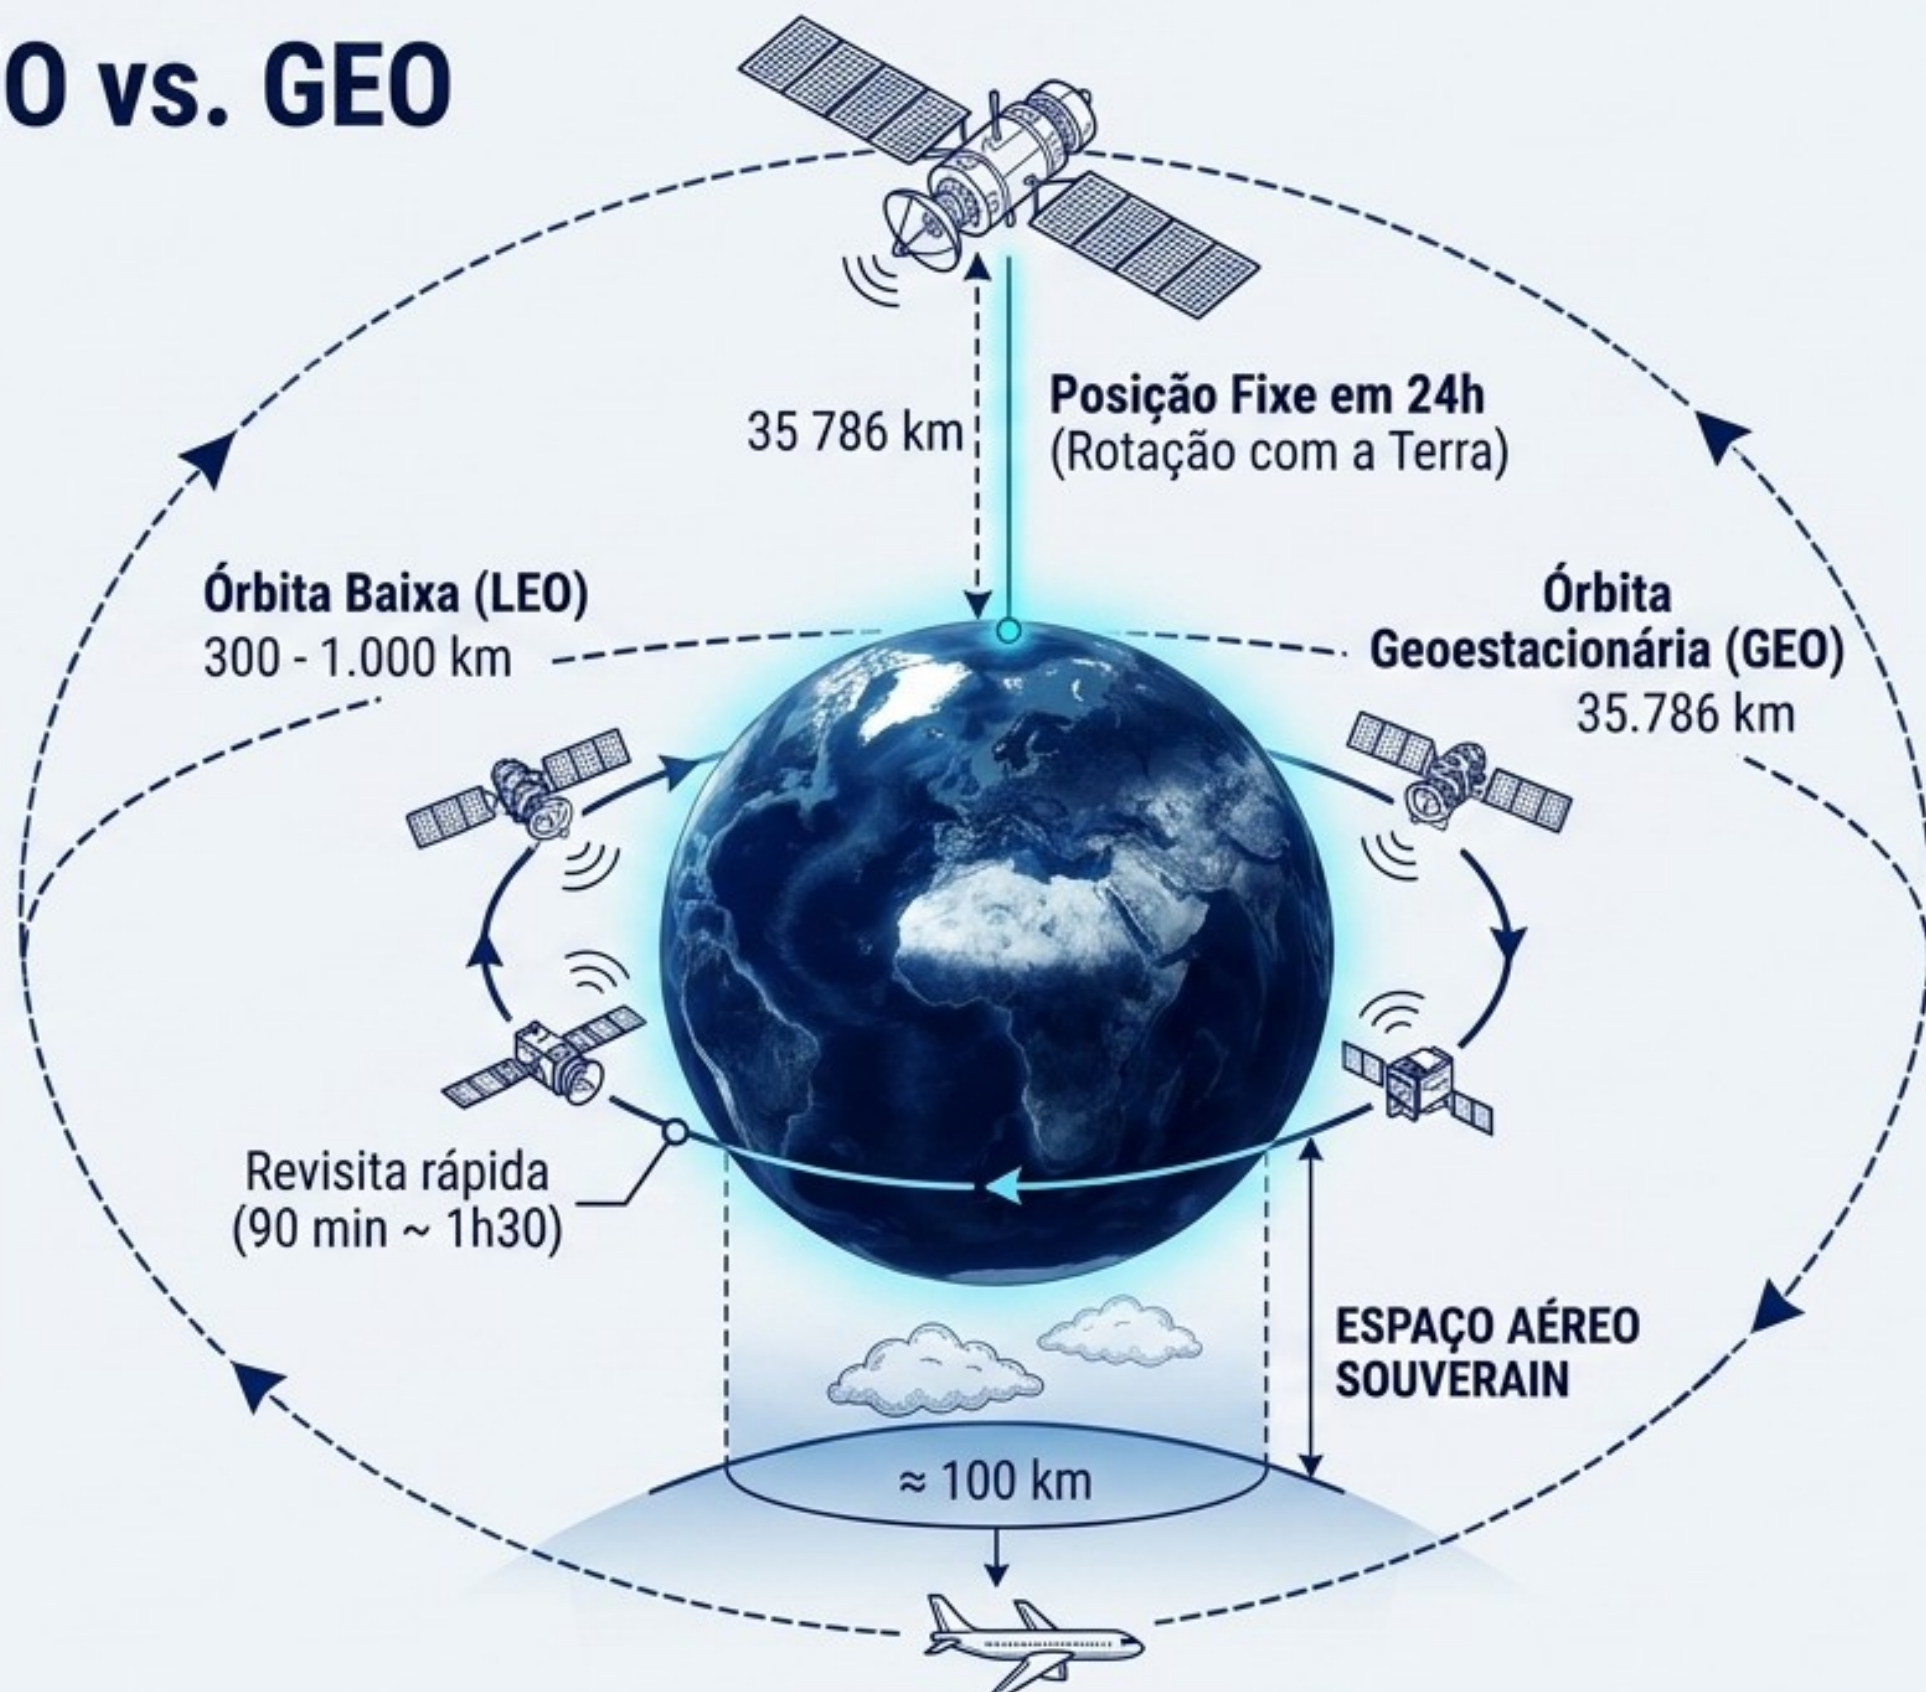 O vs. GEO
35 786 km
Posição Fixe em 24h
(Rotação com a Terra)
Órbita Baixa (LEO)
300 - 1.000 km
Órbita
Geoestacionária (GEO)
35.786 km
Revisita rápida
(90 min ~ 1h30)
ESPAÇO AÉREO
SOUVERAIN
≈ 100 km